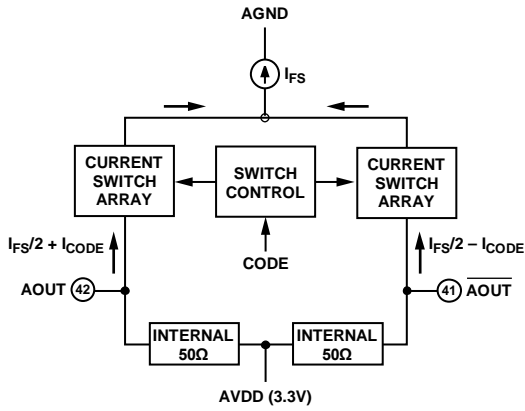 AGND
I_FS
CURRENT
SWITCH
ARRAY
SWITCH
CONTROL
CURRENT
SWITCH
ARRAY
I_FS/2 + I_CODE
CODE
I_FS/2 – I_CODE
AOUT 42
41 A̅O̅U̅T̅
INTERNAL
50Ω
INTERNAL
50Ω
AVDD (3.3V)